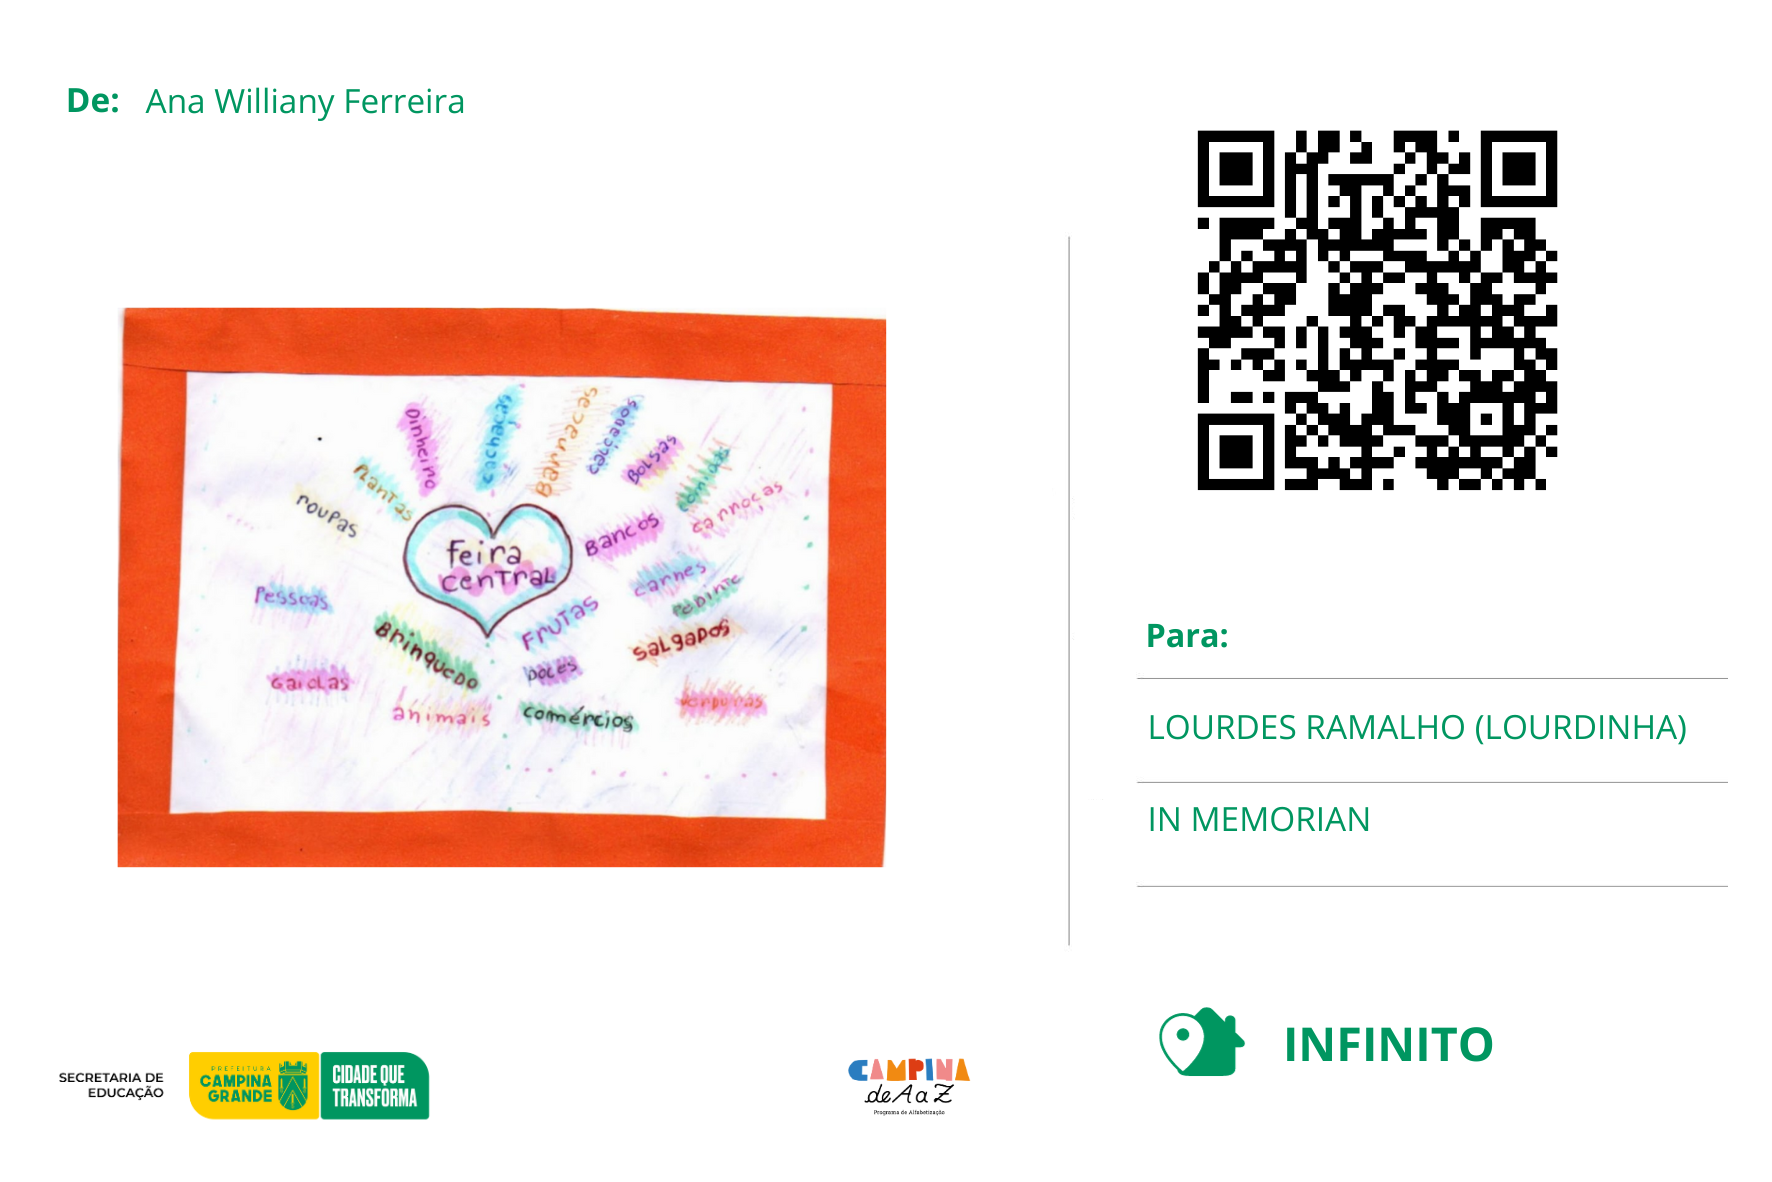 De: Ana Williany Ferreira
Dinheiro
cachaças
Barracas
calçados
Bolsas
comidas
carroças
Plantas
roupas
Feira
central
Bancos
carnes
Pedinte
Pessoas
Brinquedo
Frutas
Salgados
Doces
Gaiolas
animais
comércios
Verduras
Para:
LOURDES RAMALHO (LOURDINHA)
IN MEMORIAN
INFINITO
SECRETARIA DE
EDUCAÇÃO
PREFEITURA
CAMPINA
GRANDE
CIDADE QUE
TRANSFORMA
CAMPINA
de A a Z
Programa de Alfabetização